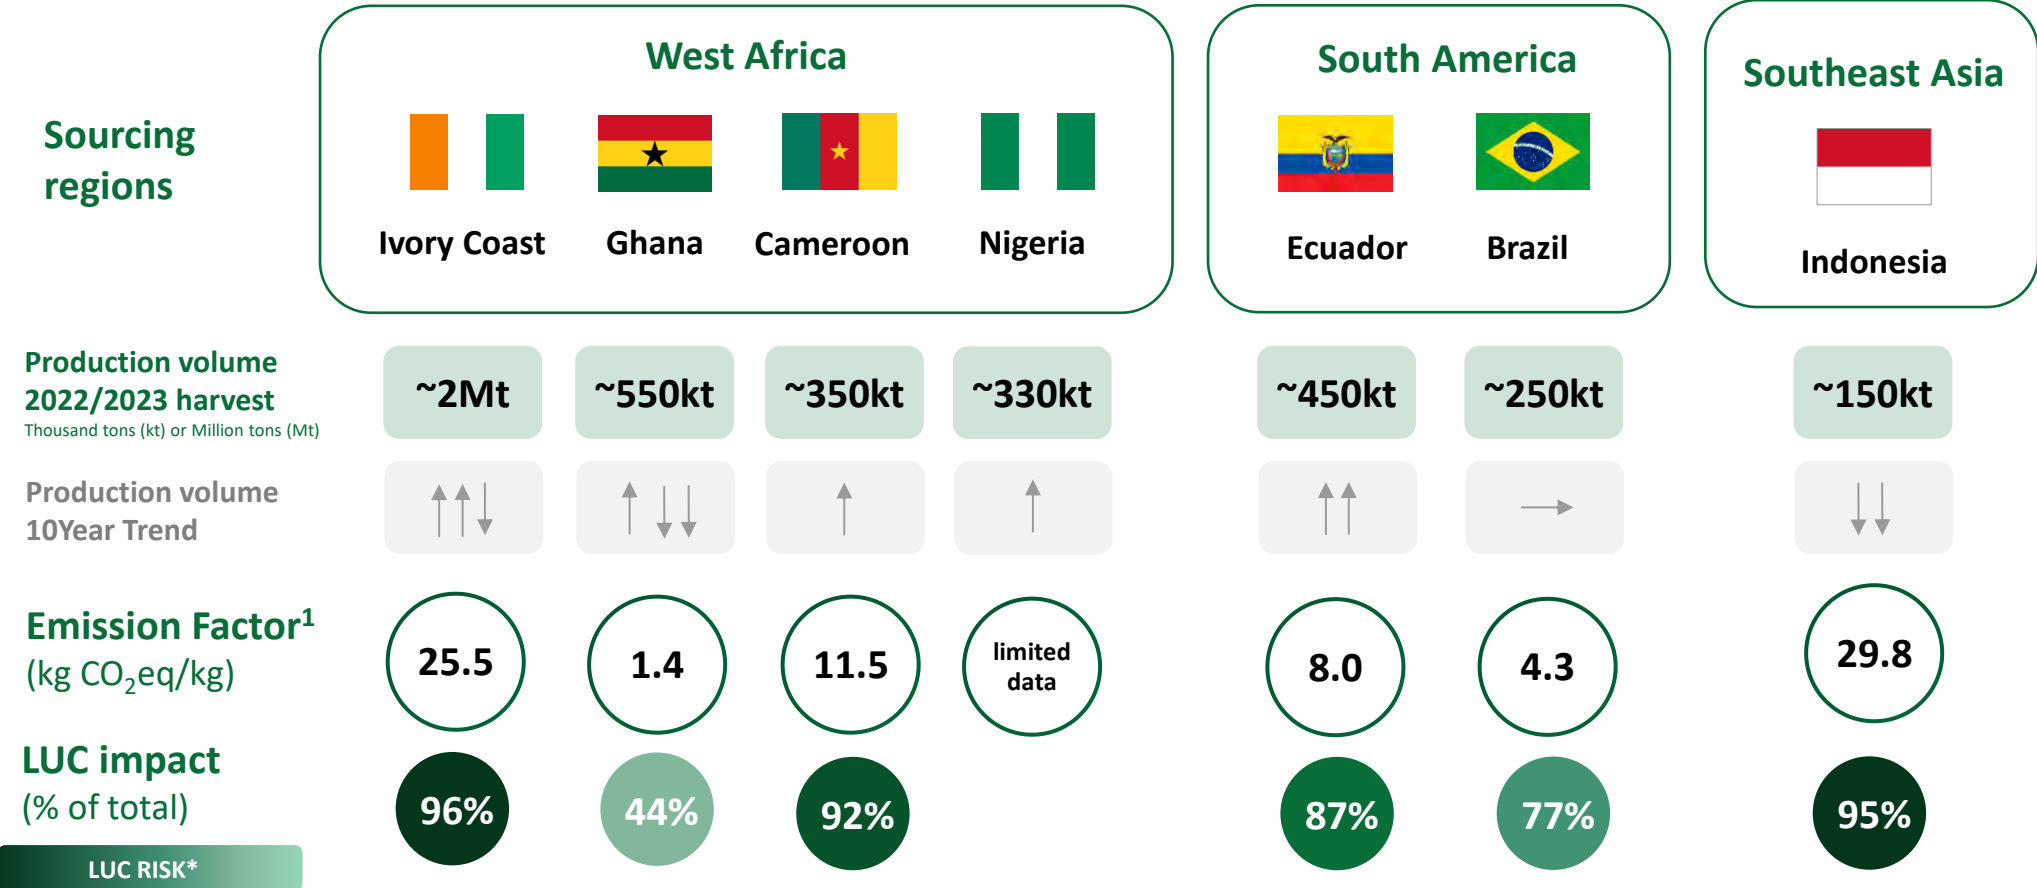 West Africa
South America
Southeast Asia
Sourcing
regions
Ivory Coast
Ghana
Cameroon
Nigeria
Ecuador
Brazil
Indonesia
Production volume
2022/2023 harvest
Thousand tons (kt) or Million tons (Mt)
~2Mt
~550kt
~350kt
~330kt
~450kt
~250kt
~150kt
Production volume
10Year Trend
Emission Factor¹
(kg CO₂eq/kg)
25.5
1.4
11.5
limited
data
8.0
4.3
29.8
LUC impact
(% of total)
96%
44%
92%
87%
77%
95%
LUC RISK*